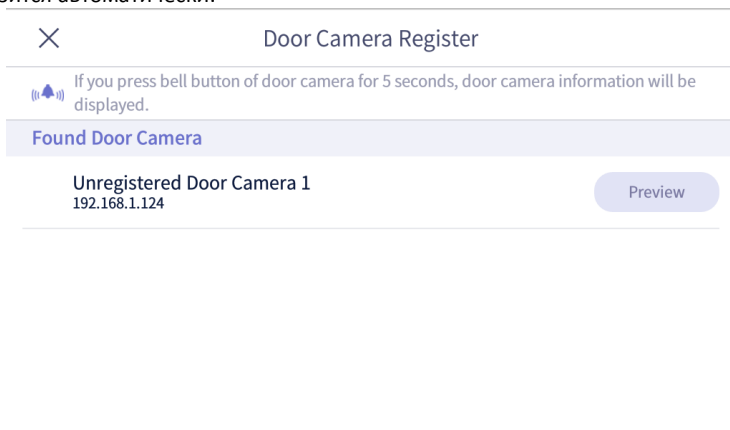 автоматически.
Door Camera Register
If you press bell button of door camera for 5 seconds, door camera information will be
displayed.
Found Door Camera
Unregistered Door Camera 1
192.168.1.124
Preview